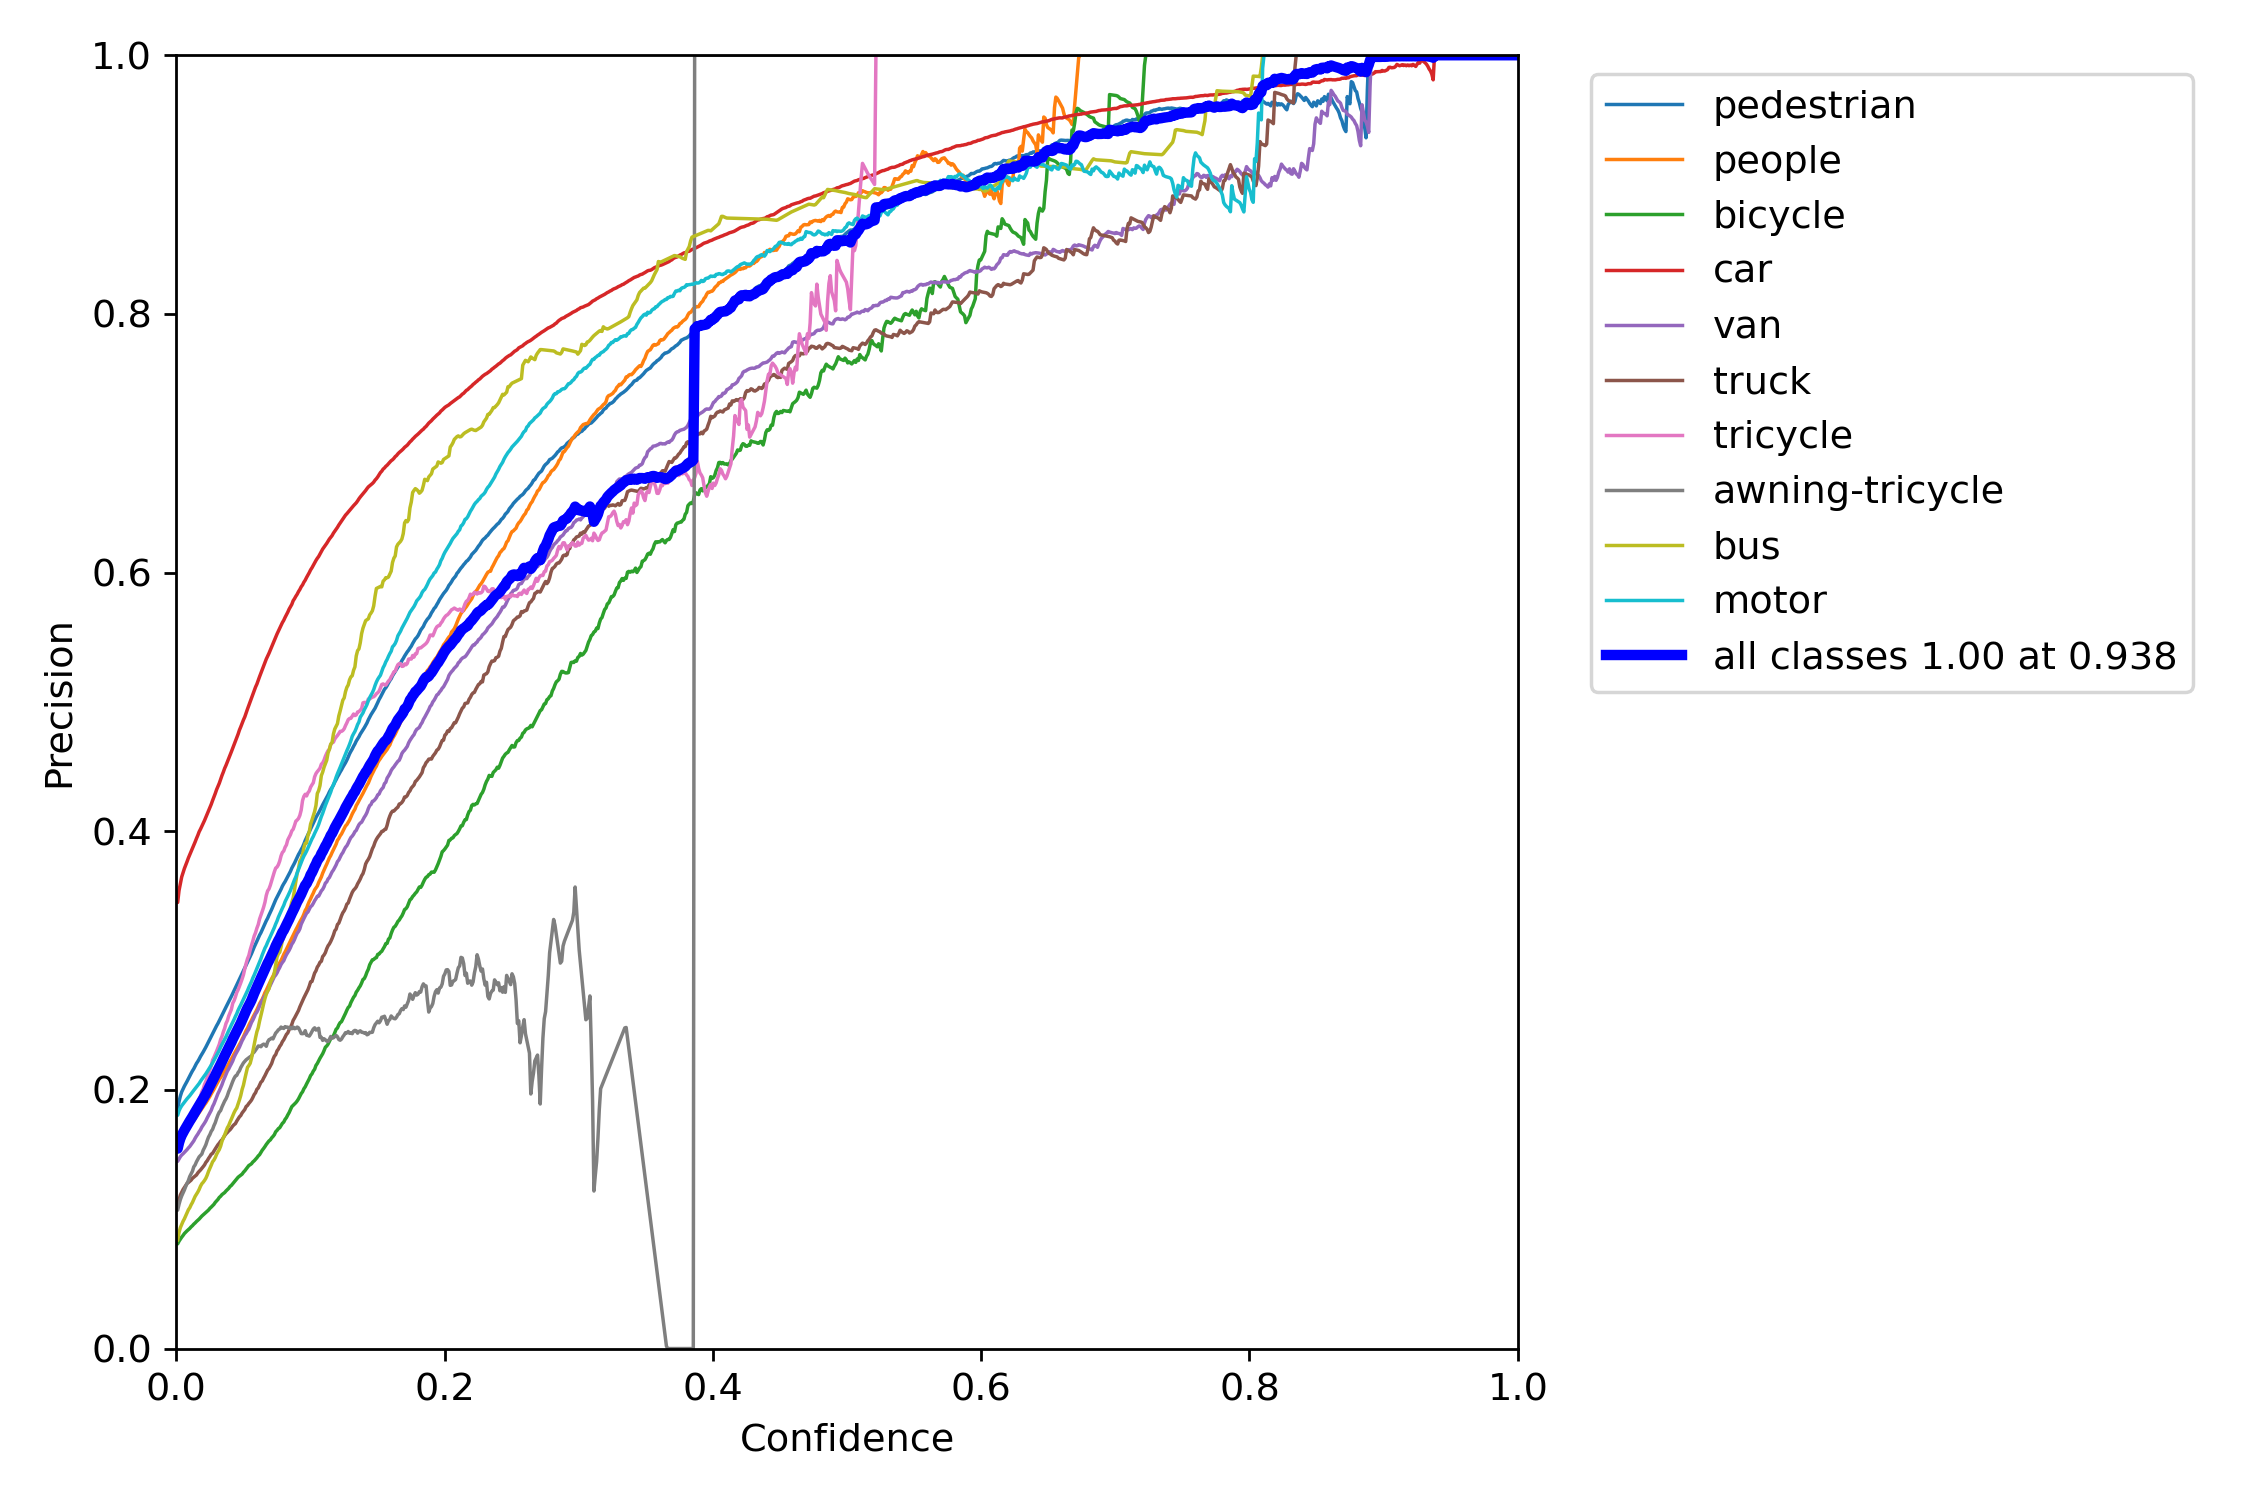 1.0
0.8
0.6
0.4
0.2
0.0
Precision
0.0 0.2 0.4 0.6 0.8 1.0
Confidence
pedestrian
people
bicycle
car
van
truck
tricycle
awning-tricycle
bus
motor
all classes 1.00 at 0.938